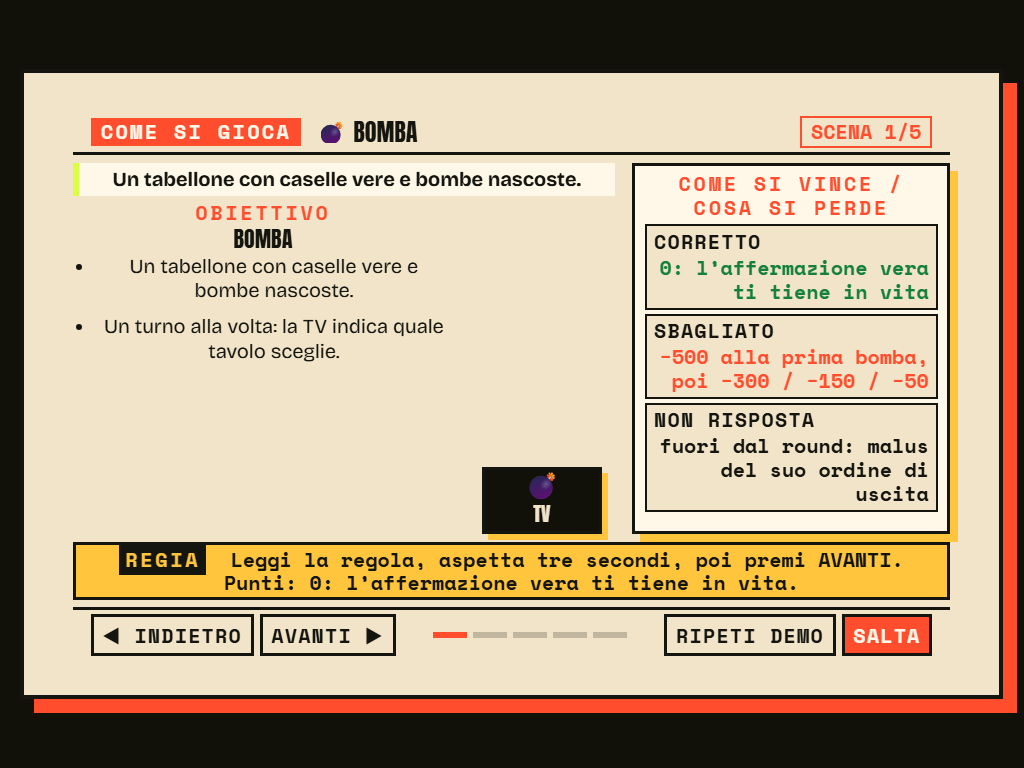 COME SI GIOCA
BOMBA
SCENA 1/5
Un tabellone con caselle vere e bombe nascoste.
OBIETTIVO
BOMBA
• Un tabellone con caselle vere e
bombe nascoste.
• Un turno alla volta: la TV indica quale
tavolo sceglie.
TV
COME SI VINCE /
COSA SI PERDE
CORRETTO
0: l'affermazione vera
ti tiene in vita
SBAGLIATO
-500 alla prima bomba,
poi -300 / -150 / -50
NON RISPOSTA
fuori dal round: malus
del suo ordine di
uscita
REGIA Leggi la regola, aspetta tre secondi, poi premi AVANTI.
Punti: 0: l'affermazione vera ti tiene in vita.
◀ INDIETRO
AVANTI ▶
RIPETI DEMO
SALTA